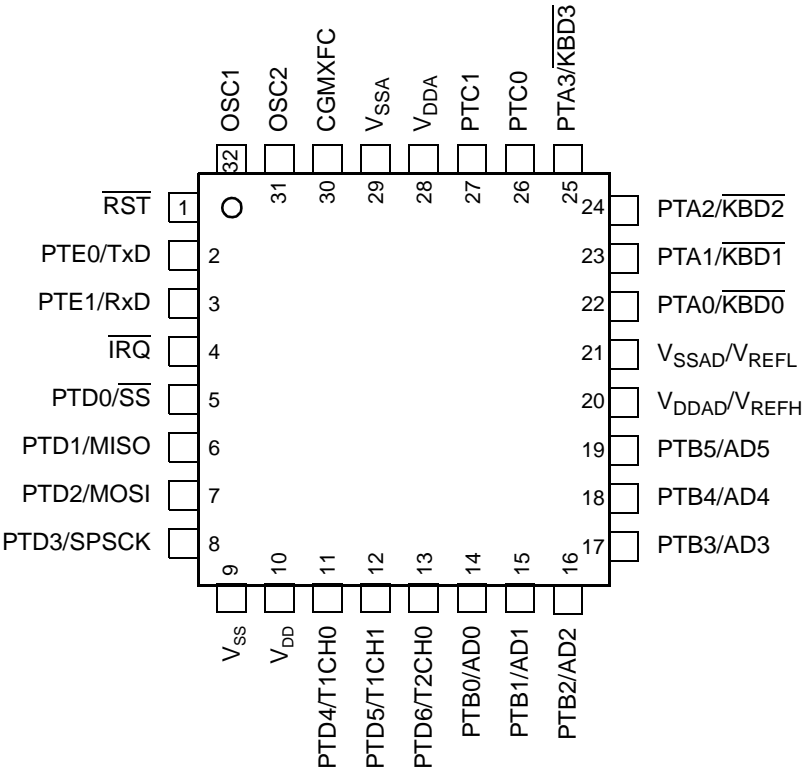 OSC1
OSC2
CGMXFC
VSSA
VDDA
PTC1
PTC0
PTA3/KBD3
32
31
30
29
28
27
26
25
RST 1
PTE0/TxD 2
PTE1/RxD 3
IRQ 4
PTD0/SS 5
PTD1/MISO 6
PTD2/MOSI 7
PTD3/SPSCK 8
24 PTA2/KBD2
23 PTA1/KBD1
22 PTA0/KBD0
21 VSSAD/VREFL
20 VDDAD/VREFH
19 PTB5/AD5
18 PTB4/AD4
17 PTB3/AD3
9
10
11
12
13
14
15
16
VSS
VDD
PTD4/T1CH0
PTD5/T1CH1
PTD6/T2CH0
PTB0/AD0
PTB1/AD1
PTB2/AD2